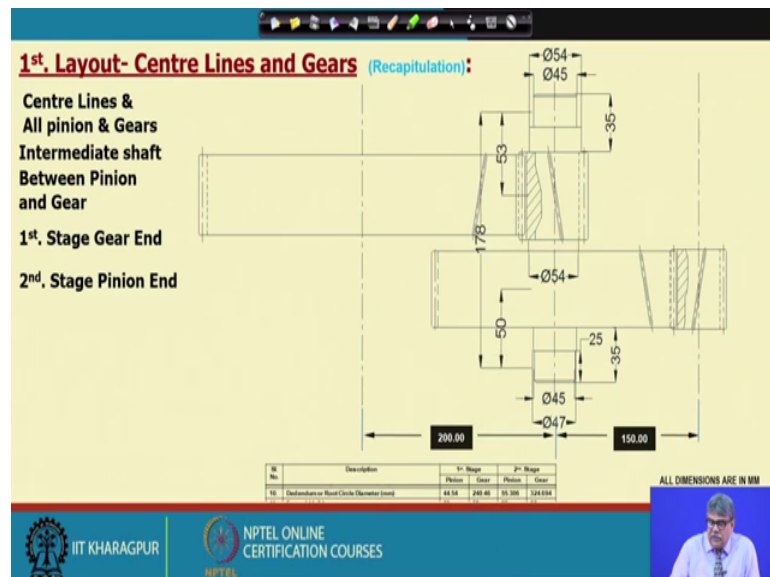 1st. Layout- Centre Lines and Gears (Recapitulation):
Centre Lines &
All pinion & Gears
Intermediate shaft
Between Pinion
and Gear
1st. Stage Gear End
2nd. Stage Pinion End
Ø54
Ø45
35
53
178
Ø54
50
25
35
Ø45
Ø47
200.00
150.00
Sl. No. Description 1st. Stage 2nd. Stage
Pinion Gear Pinion Gear
10. Dedendum or Root Circle Diameter (mm) 44.54 240.46 55.306 324.694
ALL DIMENSIONS ARE IN MM
IIT KHARAGPUR
NPTEL ONLINE
CERTIFICATION COURSES
NPTEL